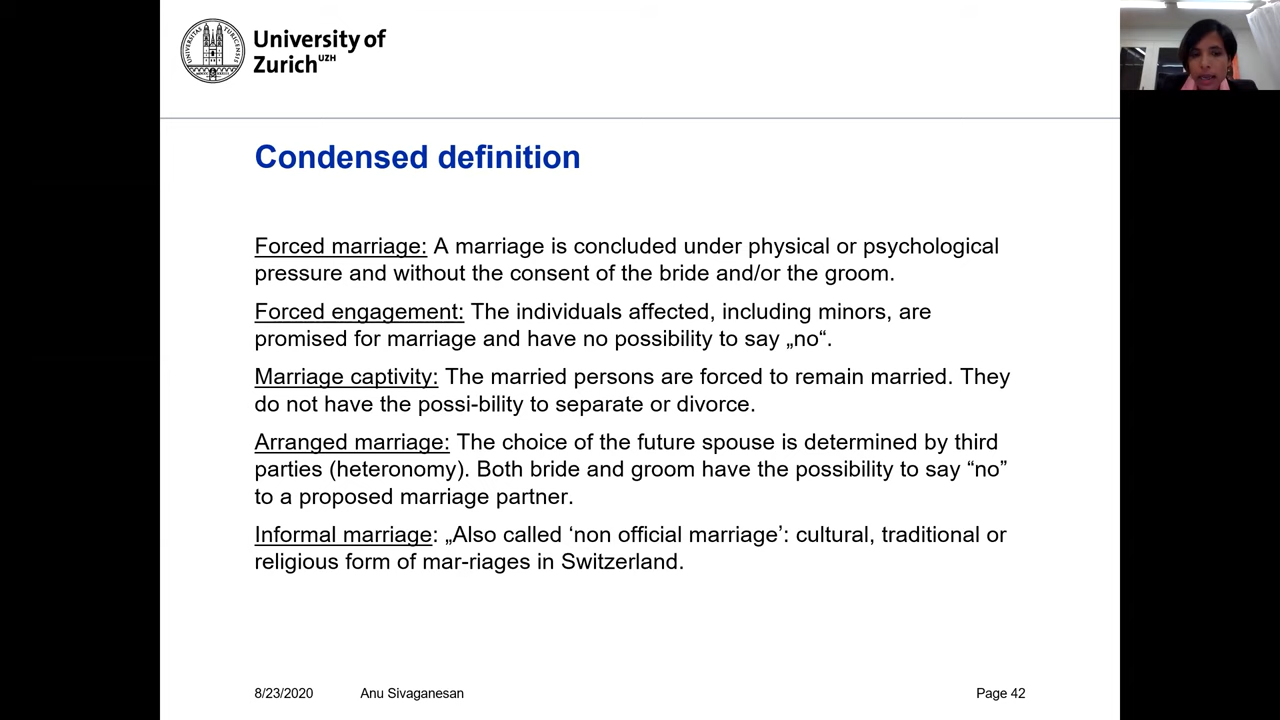 University of
Zurich UZH
Condensed definition
Forced marriage: A marriage is concluded under physical or psychological
pressure and without the consent of the bride and/or the groom.
Forced engagement: The individuals affected, including minors, are
promised for marriage and have no possibility to say „no“.
Marriage captivity: The married persons are forced to remain married. They
do not have the possi-bility to separate or divorce.
Arranged marriage: The choice of the future spouse is determined by third
parties (heteronomy). Both bride and groom have the possibility to say “no”
to a proposed marriage partner.
Informal marriage: „Also called ‘non official marriage’: cultural, traditional or
religious form of mar-riages in Switzerland.
8/23/2020 Anu Sivaganesan Page 42